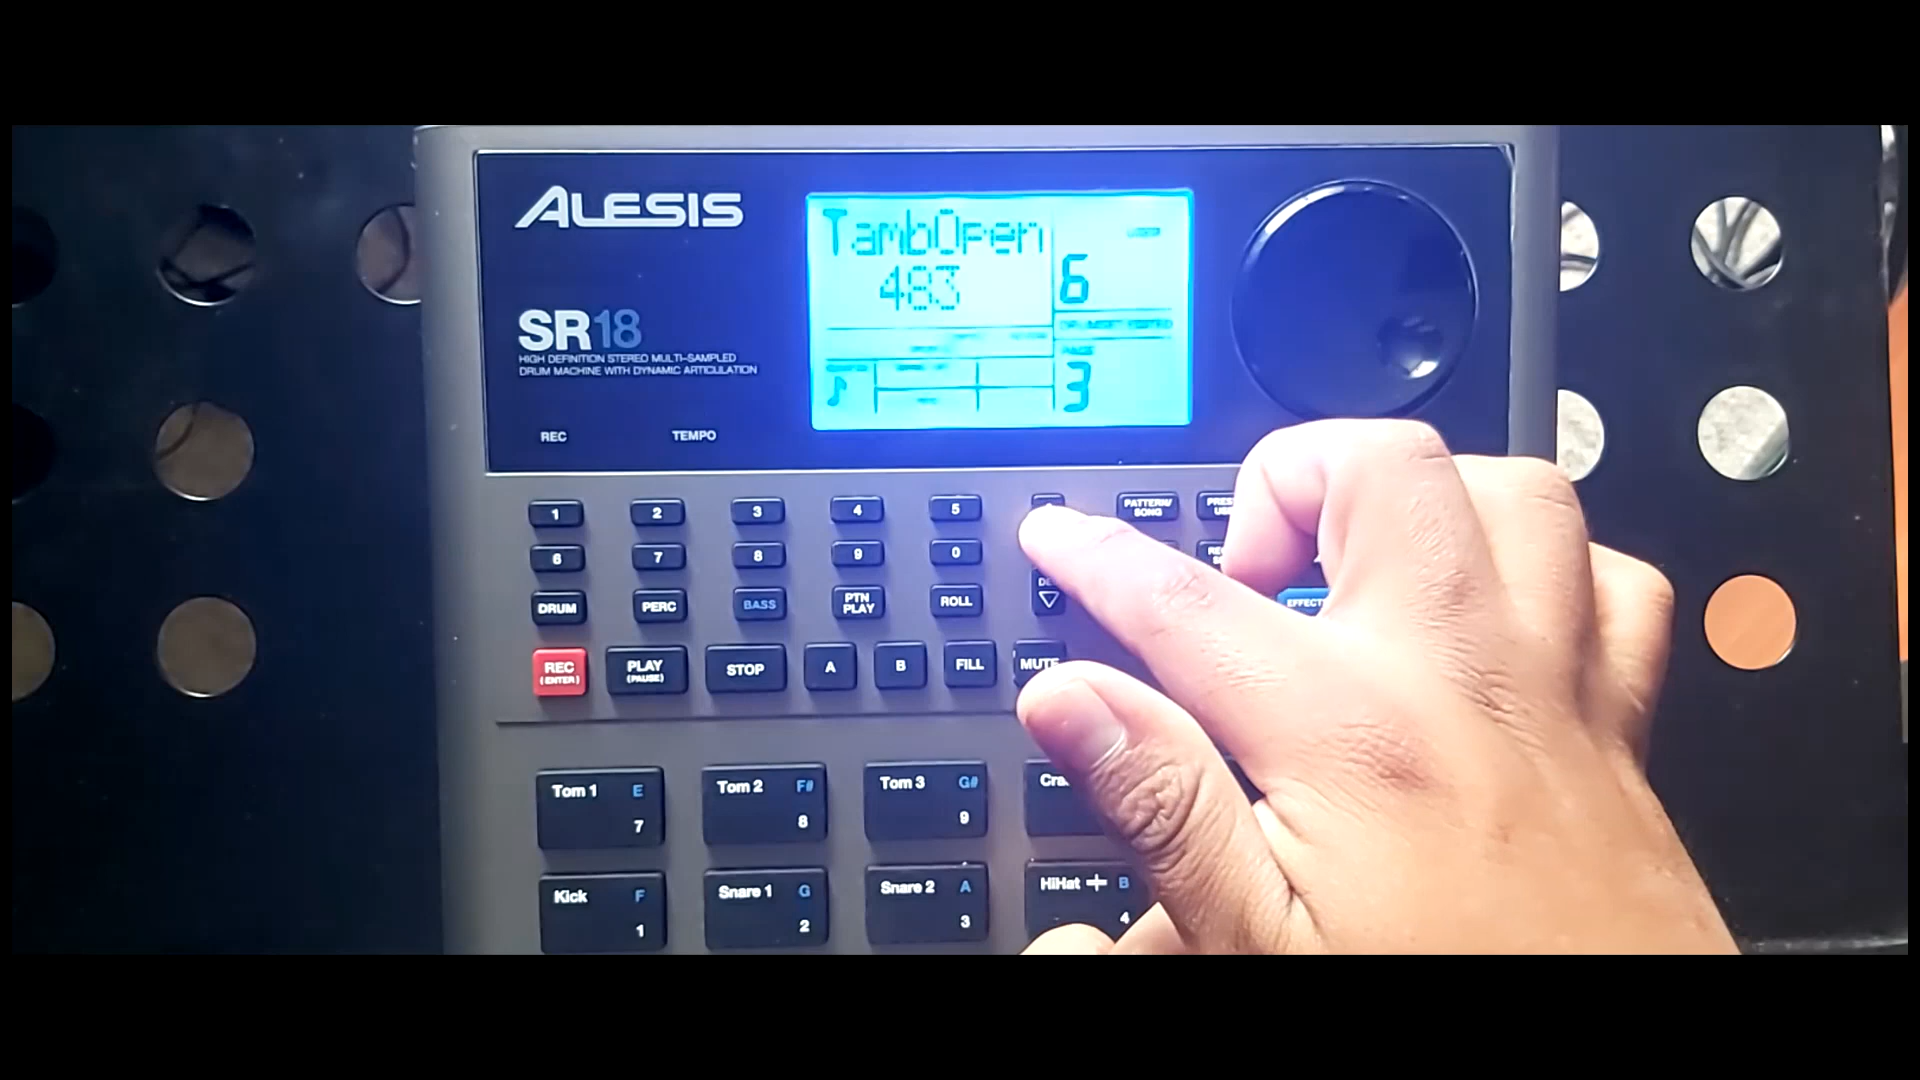 ALESIS
TambOpen
483
6
SR18
HIGH DEFINITION STEREO MULTI-SAMPLED
DRUM MACHINE WITH DYNAMIC ARTICULATION
3
REC TEMPO
1 2 3 4 5 PATTERN/
SONG
6 7 8 9 0
DRUM PERC BASS PTN
PLAY ROLL
REC
(ENTER) PLAY
(PAUSE) STOP A B FILL MUTE
Tom 1 E
7
Tom 2 F#
8
Tom 3 G#
9
Kick F
1
Snare 1 G
2
Snare 2 A
3
HiHat B
4